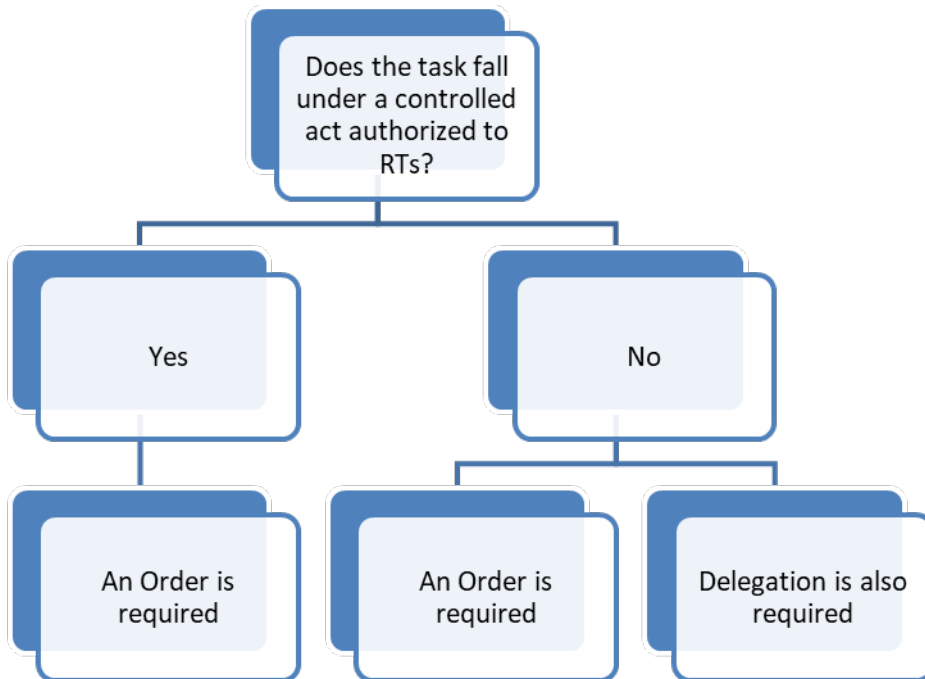 Does the task fall
under a controlled
act authorized to
RTs?
Yes
No
An Order is
required
An Order is
required
Delegation is also
required